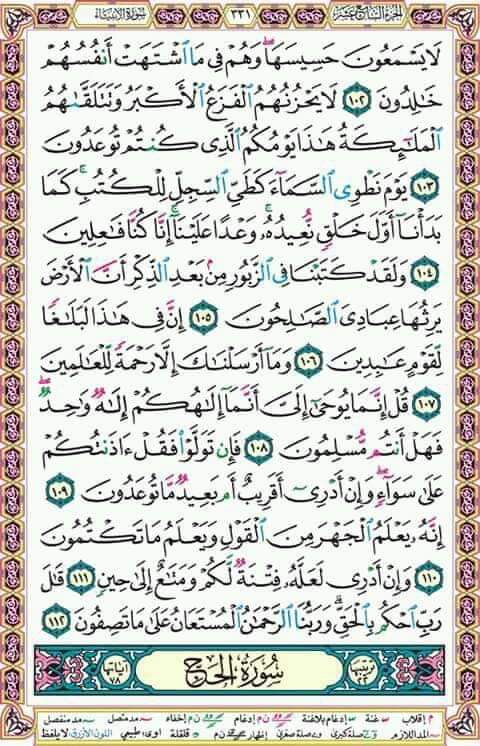 الجزء السابع عشر ٣٣١ سورة الأنبياء
لَا يَسْمَعُونَ حَسِيسَهَا ۖ وَهُمْ فِي مَا اشْتَهَتْ أَنفُسُهُمْ
خَالِدُونَ ١٠٢ لَا يَحْزُنُهُمُ الْفَزَعُ الْأَكْبَرُ وَتَتَلَقَّاهُمُ
الْمَلَائِكَةُ هَٰذَا يَوْمُكُمُ الَّذِي كُنتُمْ تُوعَدُونَ
١٠٣ يَوْمَ نَطْوِي السَّمَاءَ كَطَيِّ السِّجِلِّ لِلْكُتُبِ ۚ كَمَا
بَدَأْنَا أَوَّلَ خَلْقٍ نُّعِيدُهُ ۚ وَعْدًا عَلَيْنَا ۚ إِنَّا كُنَّا فَاعِلِينَ
١٠٤ وَلَقَدْ كَتَبْنَا فِي الزَّبُورِ مِن بَعْدِ الذِّكْرِ أَنَّ الْأَرْضَ
يَرِثُهَا عِبَادِيَ الصَّالِحُونَ ١٠٥ إِنَّ فِي هَٰذَا لَبَلَاغًا
لِّقَوْمٍ عَابِدِينَ ١٠٦ وَمَا أَرْسَلْنَاكَ إِلَّا رَحْمَةً لِّلْعَالَمِينَ
١٠٧ قُلْ إِنَّمَا يُوحَىٰ إِلَيَّ أَنَّمَا إِلَٰهُكُمْ إِلَٰهٌ وَاحِدٌ ۖ
فَهَلْ أَنتُم مُّسْلِمُونَ ١٠٨ فَإِن تَوَلَّوْا فَقُلْ آذَنتُكُمْ
عَلَىٰ سَوَاءٍ ۖ وَإِنْ أَدْرِي أَقَرِيبٌ أَم بَعِيدٌ مَّا تُوعَدُونَ ١٠٩
إِنَّهُ يَعْلَمُ الْجَهْرَ مِنَ الْقَوْلِ وَيَعْلَمُ مَا تَكْتُمُونَ
١١٠ وَإِنْ أَدْرِي لَعَلَّهُ فِتْنَةٌ لَّكُمْ وَمَتَاعٌ إِلَىٰ حِينٍ ١١١ قَالَ
رَبِّ احْكُم بِالْحَقِّ ۗ وَرَبُّنَا الرَّحْمَٰنُ الْمُسْتَعَانُ عَلَىٰ مَا تَصِفُونَ ١١٢
ترتيبها ٢٢ سُورَةُ الْحَجِّ آياتها ٧٨
م إقلاب غنة إدغام بلاغنة ن م إدغام ن م إخفاء مد متصل مد منفصل
المد اللازم صلة كبرى صلة صغرى إظهار ن م قلقلة ا و ى: طبيعي اللون الأزرق لا يلفظ